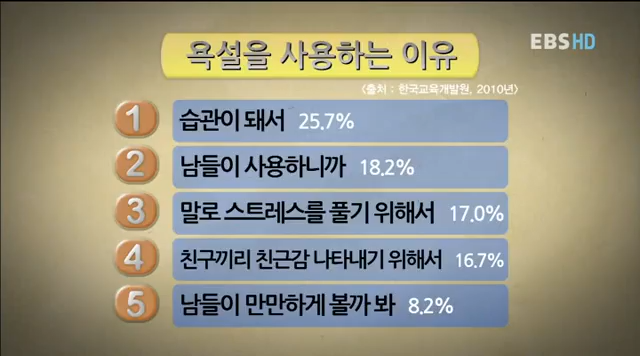 욕설을 사용하는 이유
EBS HD
<출처 : 한국교육개발원, 2010년>
1 습관이 돼서 25.7%
2 남들이 사용하니까 18.2%
3 말로 스트레스를 풀기 위해서 17.0%
4 친구끼리 친근감 나타내기 위해서 16.7%
5 남들이 만만하게 볼까 봐 8.2%